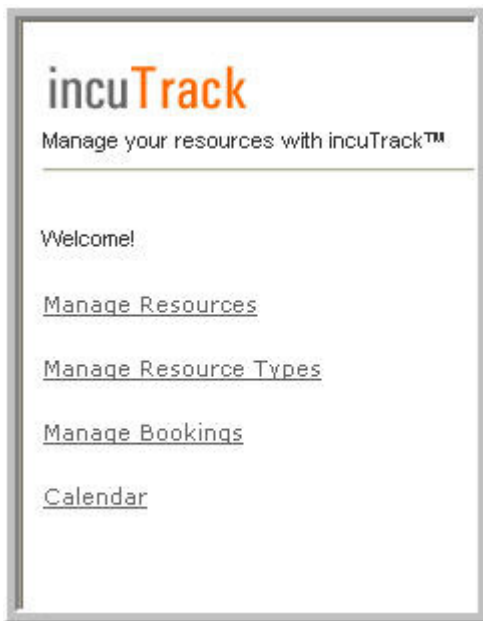 incuTrack
Manage your resources with incuTrack™
Welcome!
Manage Resources
Manage Resource Types
Manage Bookings
Calendar